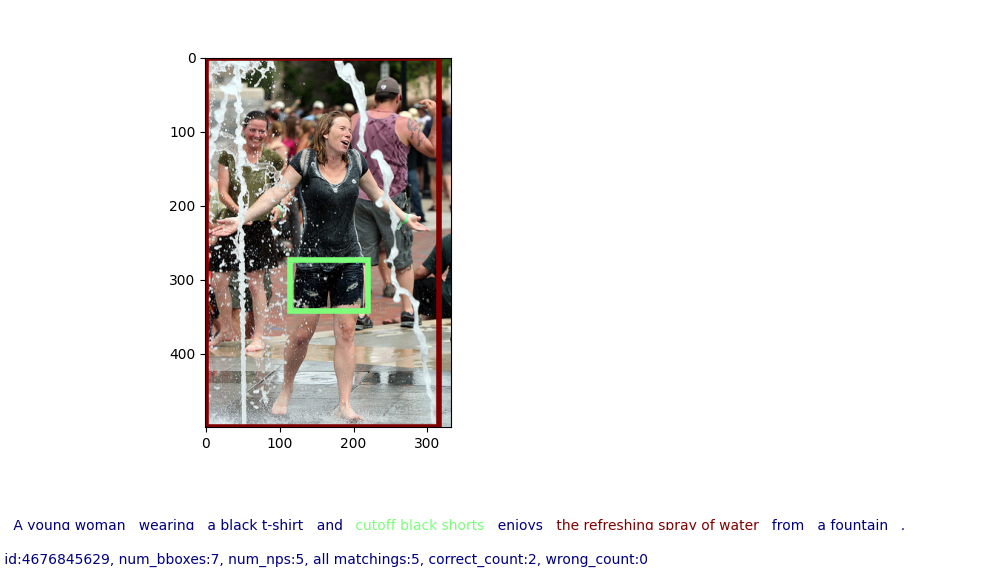 0
100
200
300
400
0 100 200 300
A young woman wearing a black t-shirt and cutoff black shorts enjoys the refreshing spray of water from a fountain .
id:4676845629, num_bboxes:7, num_nps:5, all matchings:5, correct_count:2, wrong_count:0